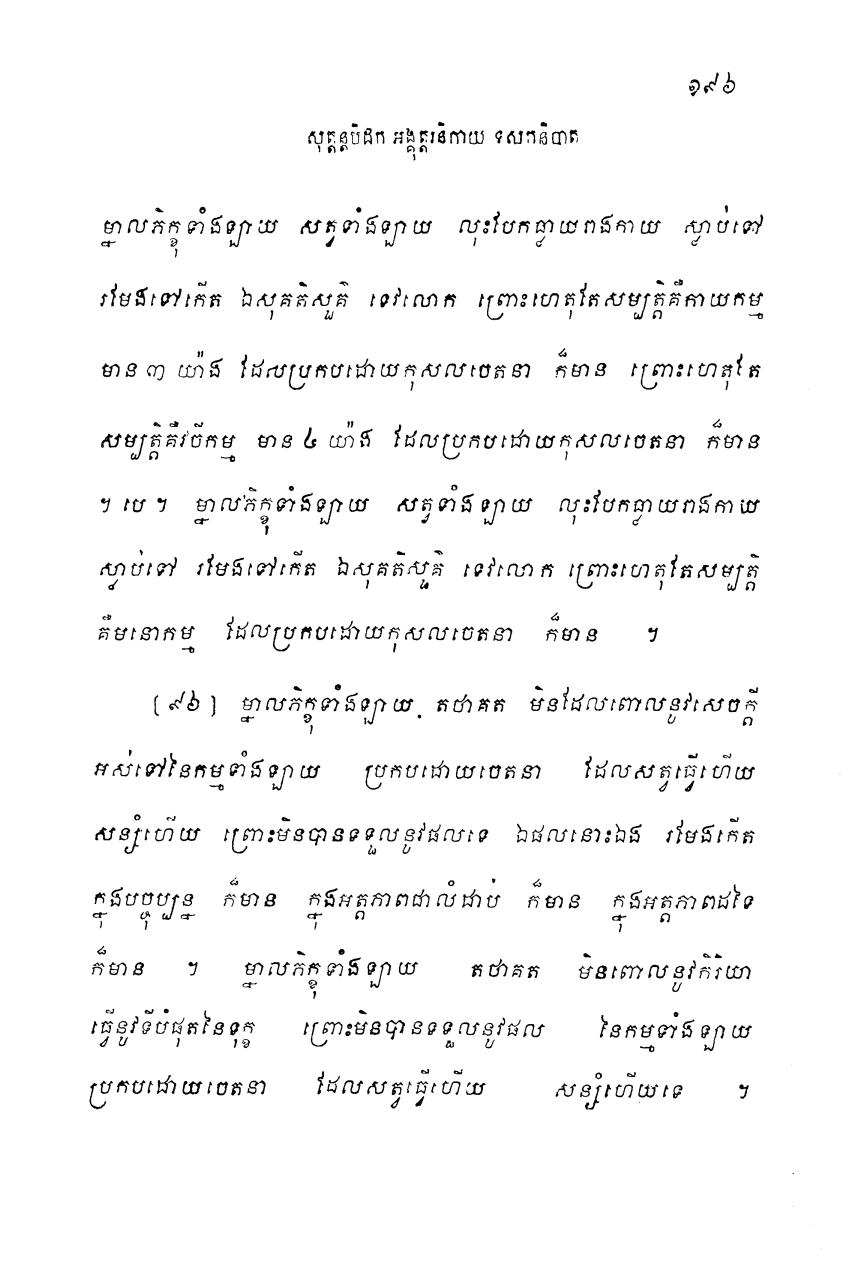 ១៩៦
សុត្តន្តបិដក អង្គុត្តរនិកាយ ទសកនិបាត
ម្នាលភិក្ខុទាំងឡាយ សត្វទាំងឡាយ លុះបែកធ្លាយរាងកាយ ស្លាប់ទៅ
រមែងទៅកើត ឯសុគតិសួគ៌ ទេវលោក ព្រោះហេតុតែសម្បត្តិគឺកាយកម្ម
មាន ៣ យ៉ាង ដែលប្រកបដោយកុសលចេតនា ក៏មាន ព្រោះហេតុតែ
សម្បត្តិគឺវចីកម្ម មាន ៤ យ៉ាង ដែលប្រកបដោយកុសលចេតនា ក៏មាន
។ បេ ។ ម្នាលភិក្ខុទាំងឡាយ សត្វទាំងឡាយ លុះបែកធ្លាយរាងកាយ
ស្លាប់ទៅ រមែងទៅកើត ឯសុគតិសួគ៌ ទេវលោក ព្រោះហេតុតែសម្បត្តិ
គឺមនោកម្ម ដែលប្រកបដោយកុសលចេតនា ក៏មាន ។
[ ៩៦ ] ម្នាលភិក្ខុទាំងឡាយ តថាគត មិនដែលពោលនូវសេចក្តី
អស់ទៅនៃកម្មទាំងឡាយ ប្រកបដោយចេតនា ដែលសត្វធ្វើហើយ
សន្សំហើយ ព្រោះមិនបានទទួលនូវផលទេ ឯផលនោះឯង រមែងកើត
ក្នុងបច្ចុប្បន្ន ក៏មាន ក្នុងអត្តភាពជាលំដាប់ ក៏មាន ក្នុងអត្តភាពដទៃ
ក៏មាន ។ ម្នាលភិក្ខុទាំងឡាយ តថាគត មិនពោលនូវកិរិយា
ធ្វើនូវទីបំផុតនៃទុក្ខ ព្រោះមិនបានទទួលនូវផល នៃកម្មទាំងឡាយ
ប្រកបដោយចេតនា ដែលសត្វធ្វើហើយ សន្សំហើយទេ ។